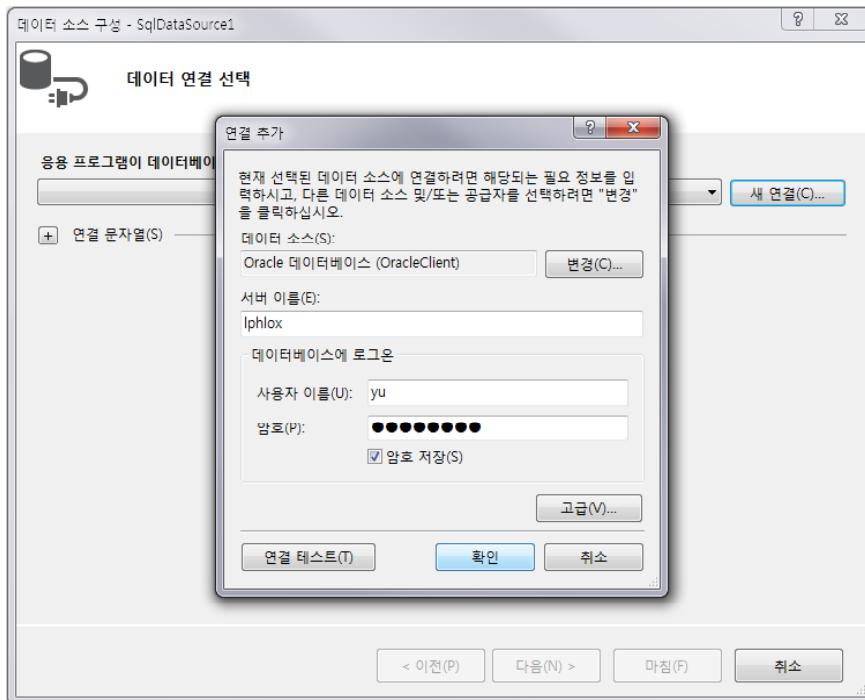 데이터 소스 구성 - SqlDataSource1
데이터 연결 선택
연결 추가
응용 프로그램이 데이터베이
현재 선택된 데이터 소스에 연결하려면 해당되는 필요 정보를 입
력하시고, 다른 데이터 소스 및/또는 공급자를 선택하려면 "변경"
을 클릭하십시오.
새 연결(C)...
연결 문자열(S)
데이터 소스(S):
Oracle 데이터베이스 (OracleClient)
변경(C)...
서버 이름(E):
lphlox
데이터베이스에 로그온
사용자 이름(U):
yu
암호(P):
●●●●●●●●
암호 저장(S)
고급(V)...
연결 테스트(T)
확인
취소
< 이전(P)
다음(N) >
마침(F)
취소